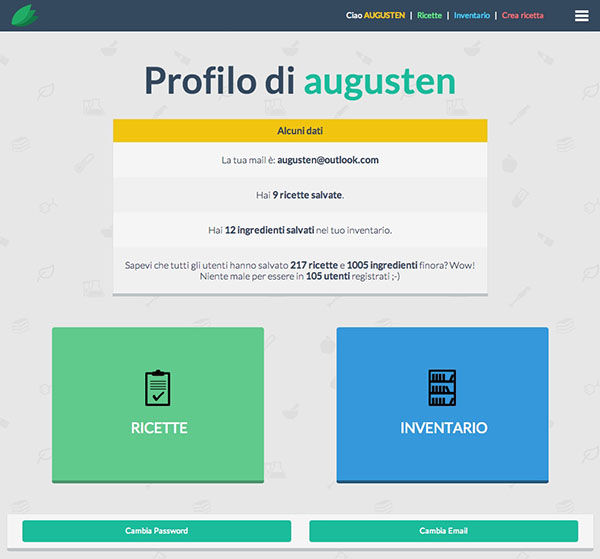 Ciao AUGUSTEN | Ricette | Inventario | Crea ricetta
Profilo di augusten
Alcuni dati
La tua mail è: augusten@outlook.com
Hai 9 ricette salvate.
Hai 12 ingredienti salvati nel tuo inventario.
Sapevi che tutti gli utenti hanno salvato 217 ricette e 1005 ingredienti finora? Wow!
Niente male per essere in 105 utenti registrati ;-)
RICETTE
INVENTARIO
Cambia Password
Cambia Email